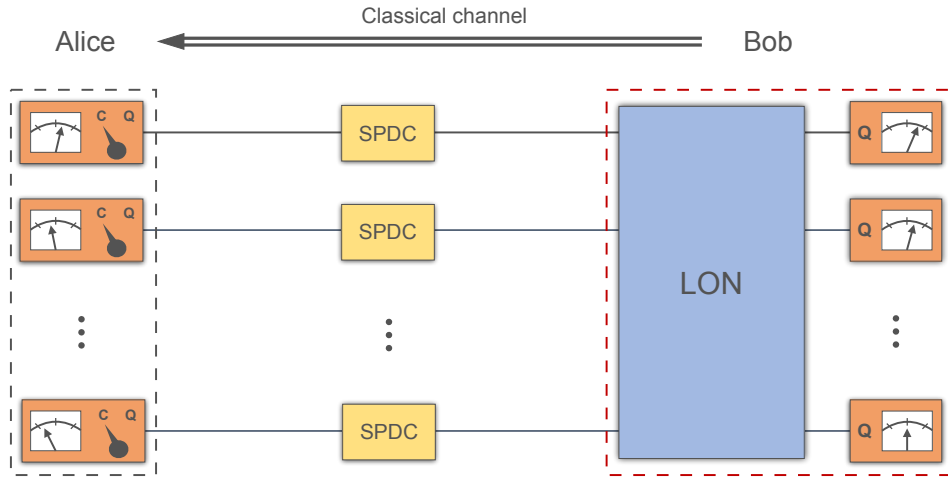 Classical channel
Alice
Bob
C Q
SPDC
Q
C Q
SPDC
Q
LON
C Q
SPDC
Q